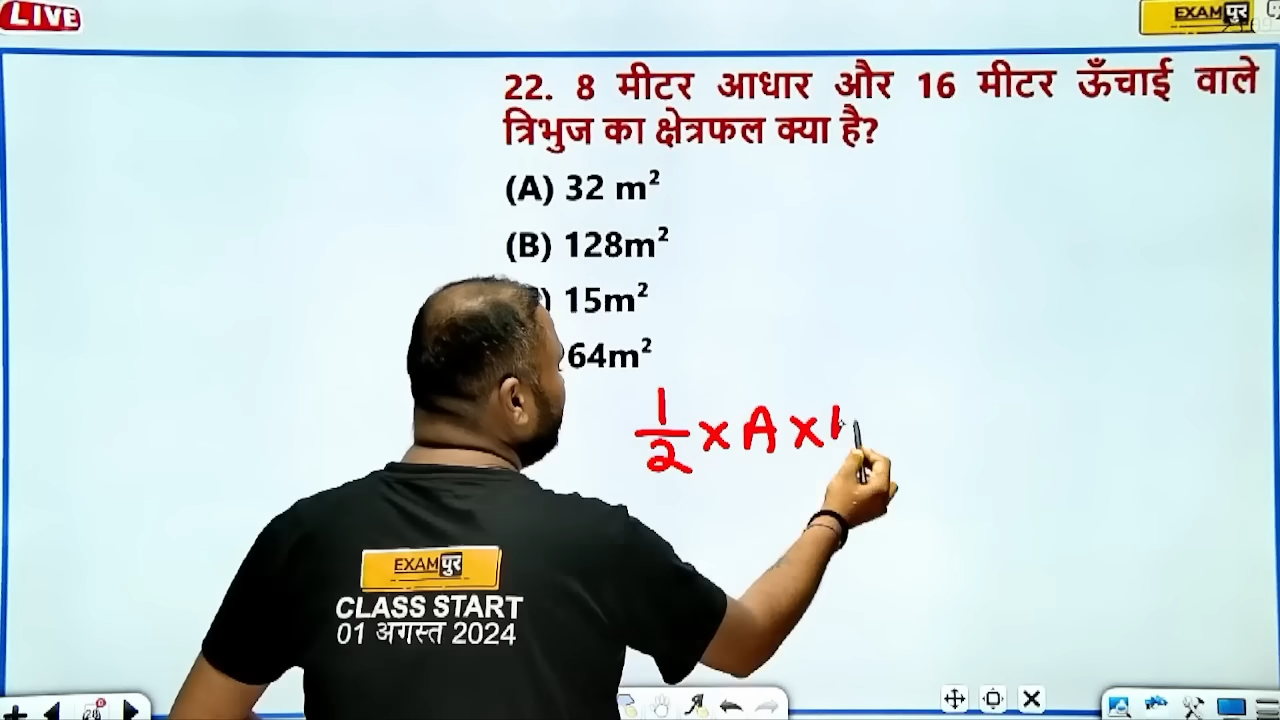 LIVE
EXAMपुर
22. 8 मीटर आधार और 16 मीटर ऊँचाई वाले
त्रिभुज का क्षेत्रफल क्या है?
(A) 32 m²
(B) 128m²
) 15m²
64m²
1/2 × A ×
EXAMपुर
CLASS START
01 अगस्त 2024